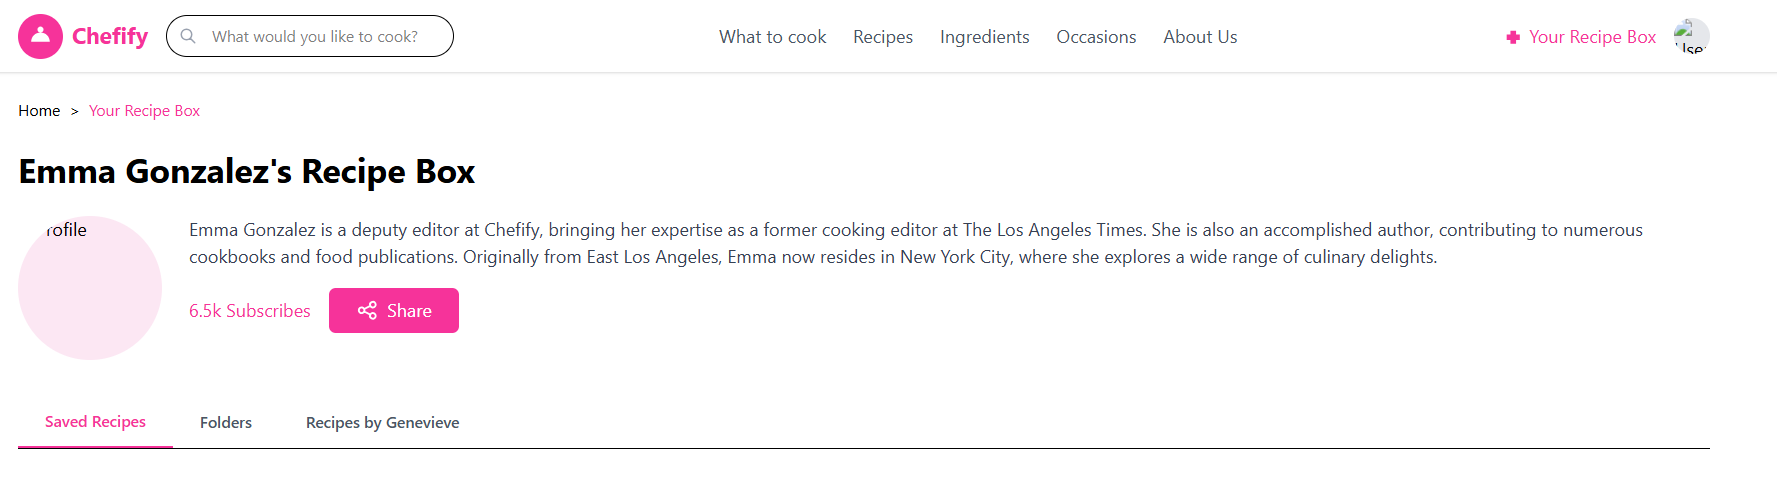 Chefify
What would you like to cook?
What to cook
Recipes
Ingredients
Occasions
About Us
Your Recipe Box
Use
Home > Your Recipe Box
Emma Gonzalez's Recipe Box
rofile
Emma Gonzalez is a deputy editor at Chefify, bringing her expertise as a former cooking editor at The Los Angeles Times. She is also an accomplished author, contributing to numerous
cookbooks and food publications. Originally from East Los Angeles, Emma now resides in New York City, where she explores a wide range of culinary delights.
6.5k Subscribes
Share
Saved Recipes
Folders
Recipes by Genevieve